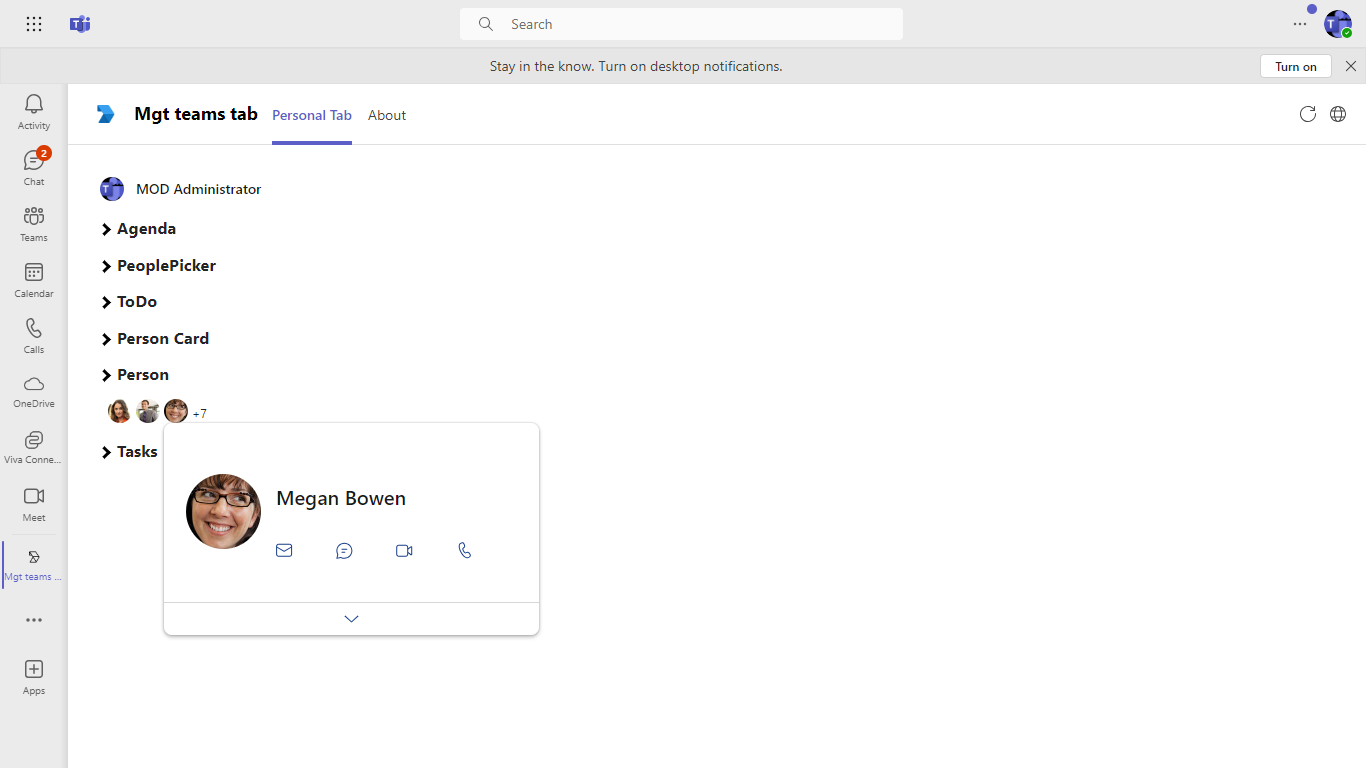 Search
Stay in the know. Turn on desktop notifications.
Turn on
Activity
2
Chat
Teams
Calendar
Calls
OneDrive
Viva Conne...
Meet
Mgt teams ...
Apps
Mgt teams tab
Personal Tab
About
MOD Administrator
Agenda
PeoplePicker
ToDo
Person Card
Person
+7
Tasks
Megan Bowen